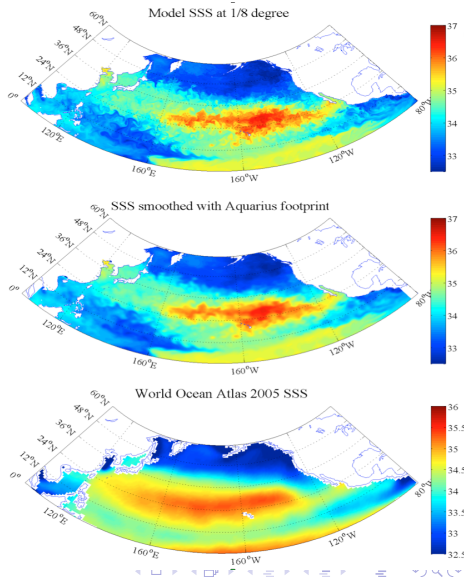 Model SSS at 1/8 degree
60°N
48°N
36°N
24°N
12°N
0°
120°E
160°E
160°W
120°W
80°W
37
36
35
34
33
SSS smoothed with Aquarius footprint
60°N
48°N
36°N
24°N
12°N
0°
120°E
160°E
160°W
120°W
80°W
37
36
35
34
33
World Ocean Atlas 2005 SSS
60°N
48°N
36°N
24°N
12°N
0°
120°E
160°E
160°W
120°W
80°W
36
35.5
35
34.5
34
33.5
33
32.5